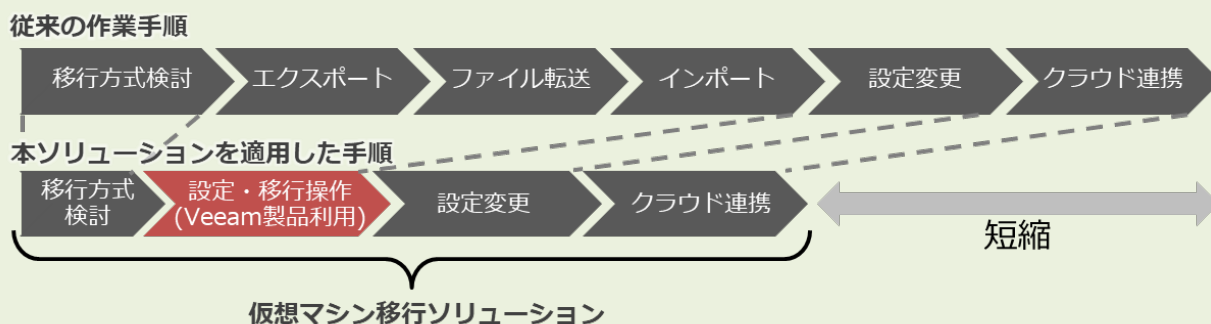 従来の作業手順
移行方式検討
エクスポート
ファイル転送
インポート
設定変更
クラウド連携
本ソリューションを適用した手順
移行方式
検討
設定・移行操作
(Veeam製品利用)
設定変更
クラウド連携
短縮
仮想マシン移行ソリューション